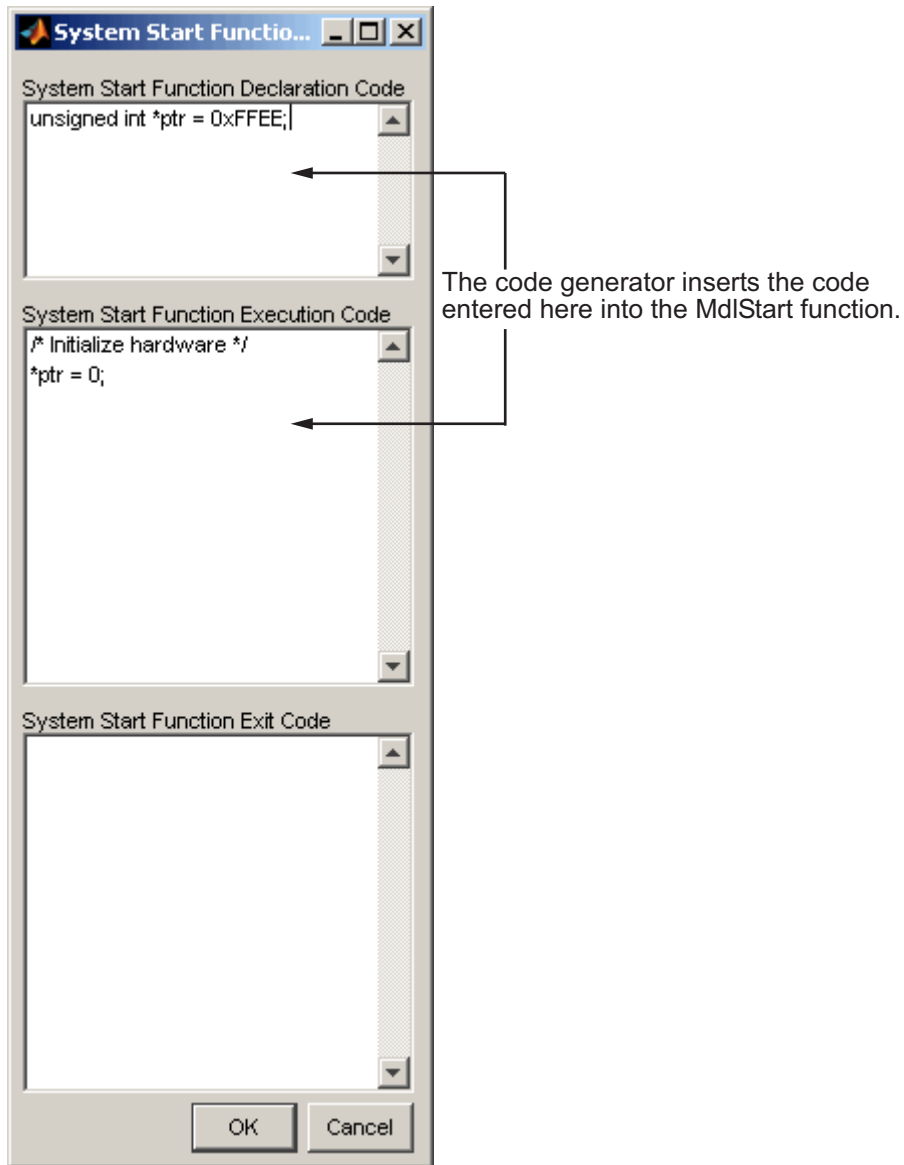 System Start Functio...
System Start Function Declaration Code
unsigned int *ptr = 0xFFEE;
The code generator inserts the code
entered here into the MdlStart function.
System Start Function Execution Code
/* Initialize hardware */
*ptr = 0;
System Start Function Exit Code
OK
Cancel